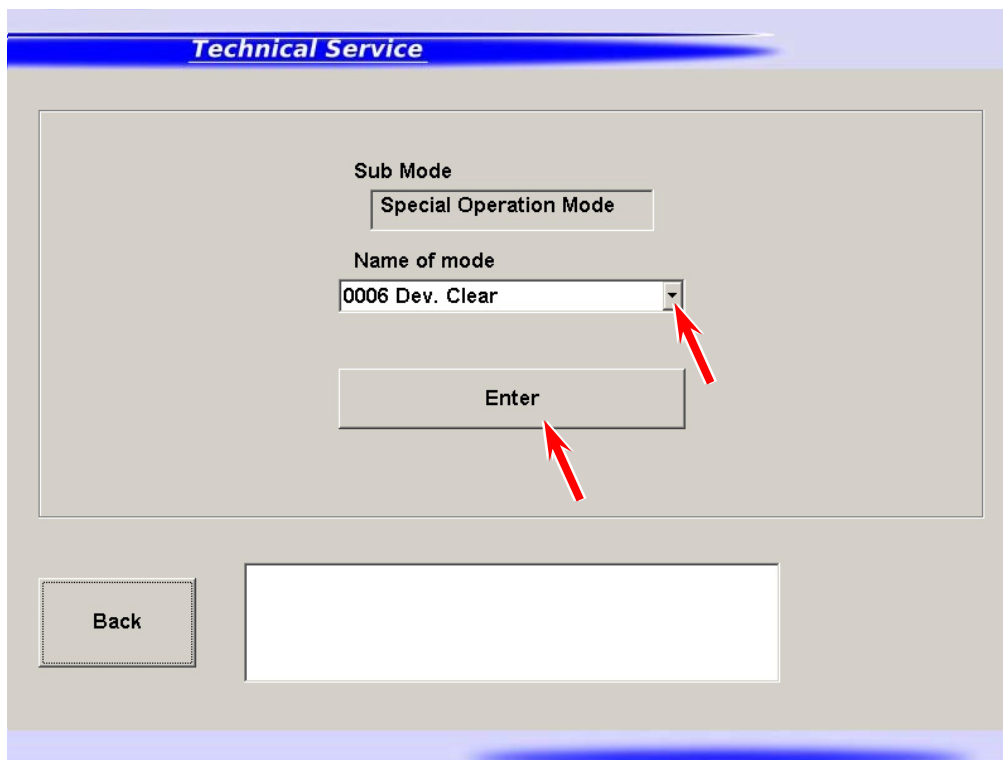 Technical Service
Sub Mode
Special Operation Mode
Name of mode
0006 Dev. Clear
Enter
Back